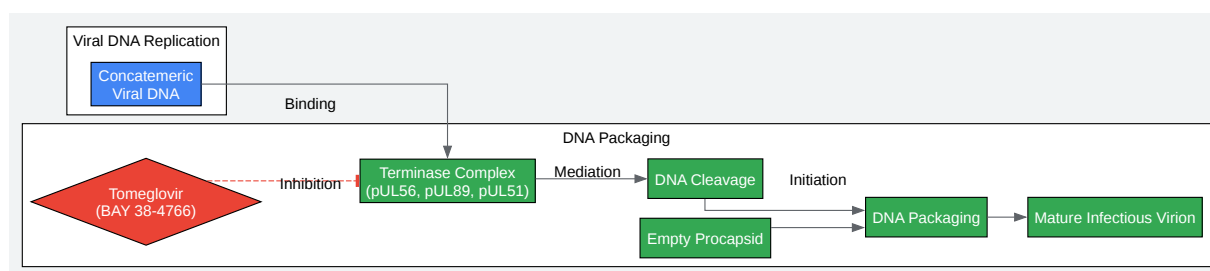 Viral DNA Replication
Concatemeric
Viral DNA
Binding
DNA Packaging
Tomeglovir
(BAY 38-4766)
Inhibition
Terminase Complex
(pUL56, pUL89, pUL51)
Mediation
DNA Cleavage
Initiation
Empty Procapsid
DNA Packaging
Mature Infectious Virion